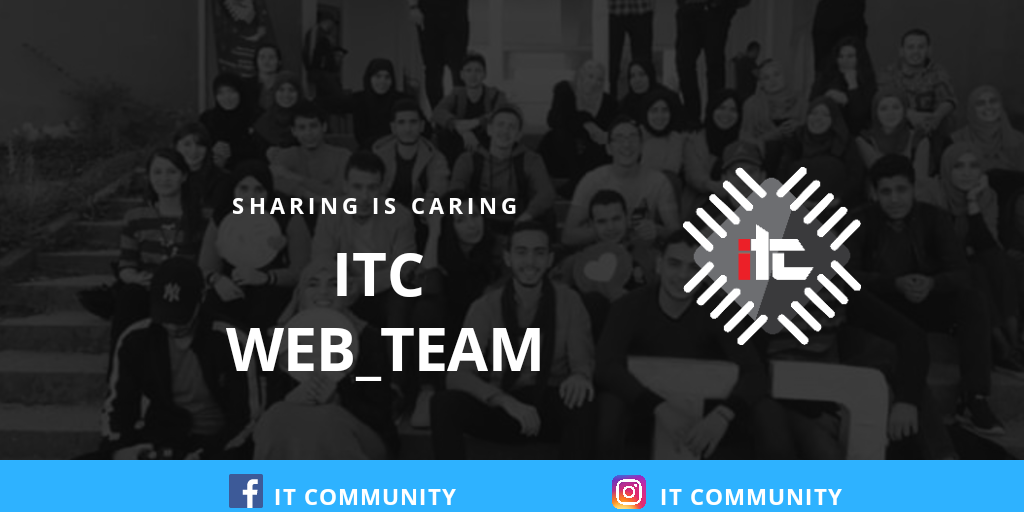 SHARING IS CARING
ITC
WEB_TEAM
itc
IT COMMUNITY
IT COMMUNITY